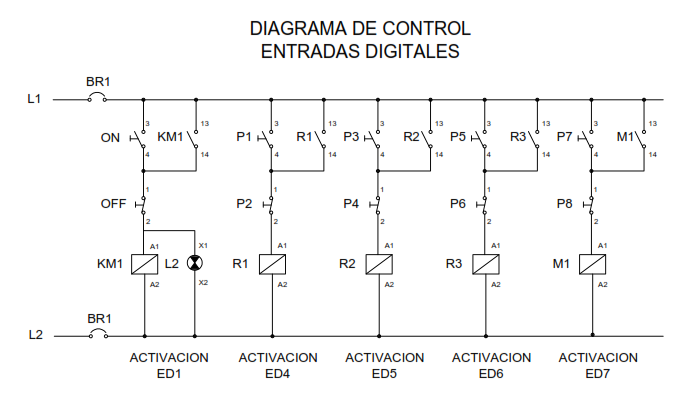 DIAGRAMA DE CONTROL
ENTRADAS DIGITALES
BR1
L1
3 13 3 13 3 13 3 13 3 13
ON KM1 P1 R1 P3 R2 P5 R3 P7 M1
4 14 4 14 4 14 4 14 4 14
1 1 1 1 1
OFF P2 P4 P6 P8
2 2 2 2 2
A1 X1 A1 A1 A1 A1
KM1 L2 R1 R2 R3 M1
A2 X2 A2 A2 A2 A2
BR1
L2
ACTIVACION ACTIVACION ACTIVACION ACTIVACION ACTIVACION
ED1 ED4 ED5 ED6 ED7